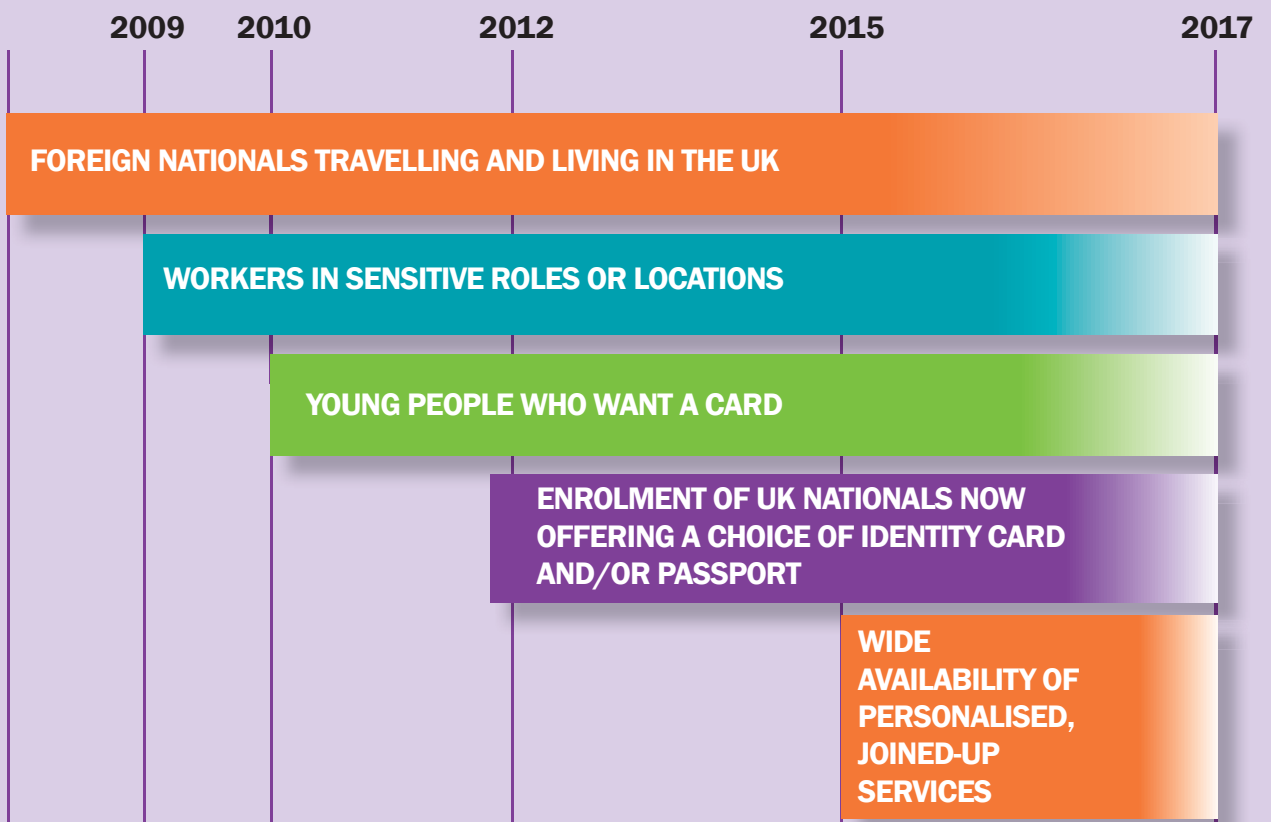 2009 2010 2012 2015 2017
FOREIGN NATIONALS TRAVELLING AND LIVING IN THE UK
WORKERS IN SENSITIVE ROLES OR LOCATIONS
YOUNG PEOPLE WHO WANT A CARD
ENROLMENT OF UK NATIONALS NOW
OFFERING A CHOICE OF IDENTITY CARD
AND/OR PASSPORT
WIDE
AVAILABILITY OF
PERSONALISED,
JOINED-UP
SERVICES